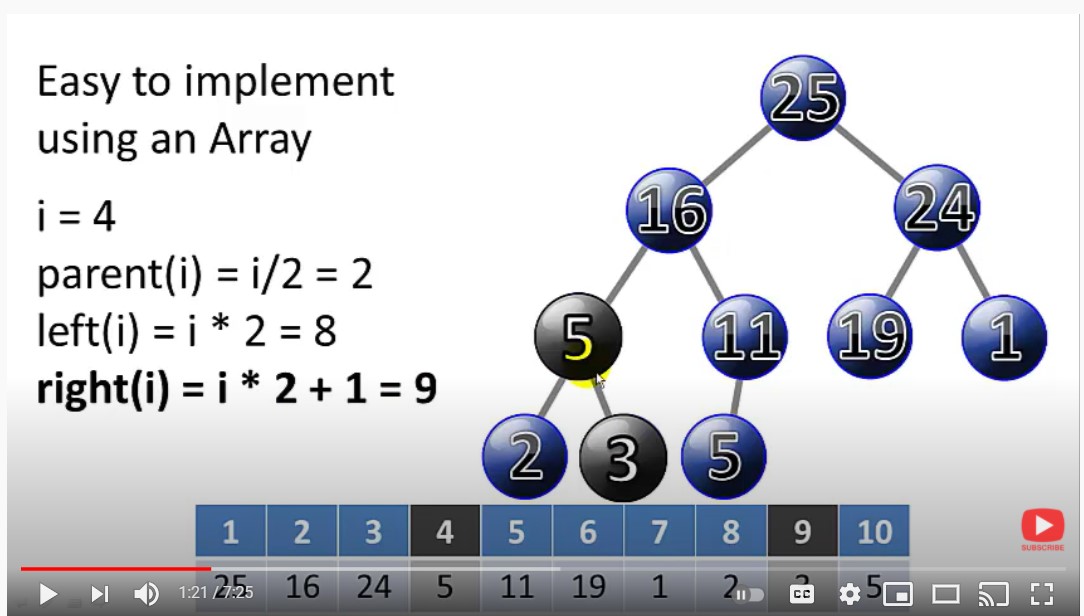 Easy to implement
using an Array
i = 4
parent(i) = i/2 = 2
left(i) = i * 2 = 8
right(i) = i * 2 + 1 = 9
25
16 24
5 11 19 1
2 3 5
1 2 3 4 5 6 7 8 9 10
25 16 24 5 11 19 1 2 3 5
SUBSCRIBE
1:21 / 7:25
CC